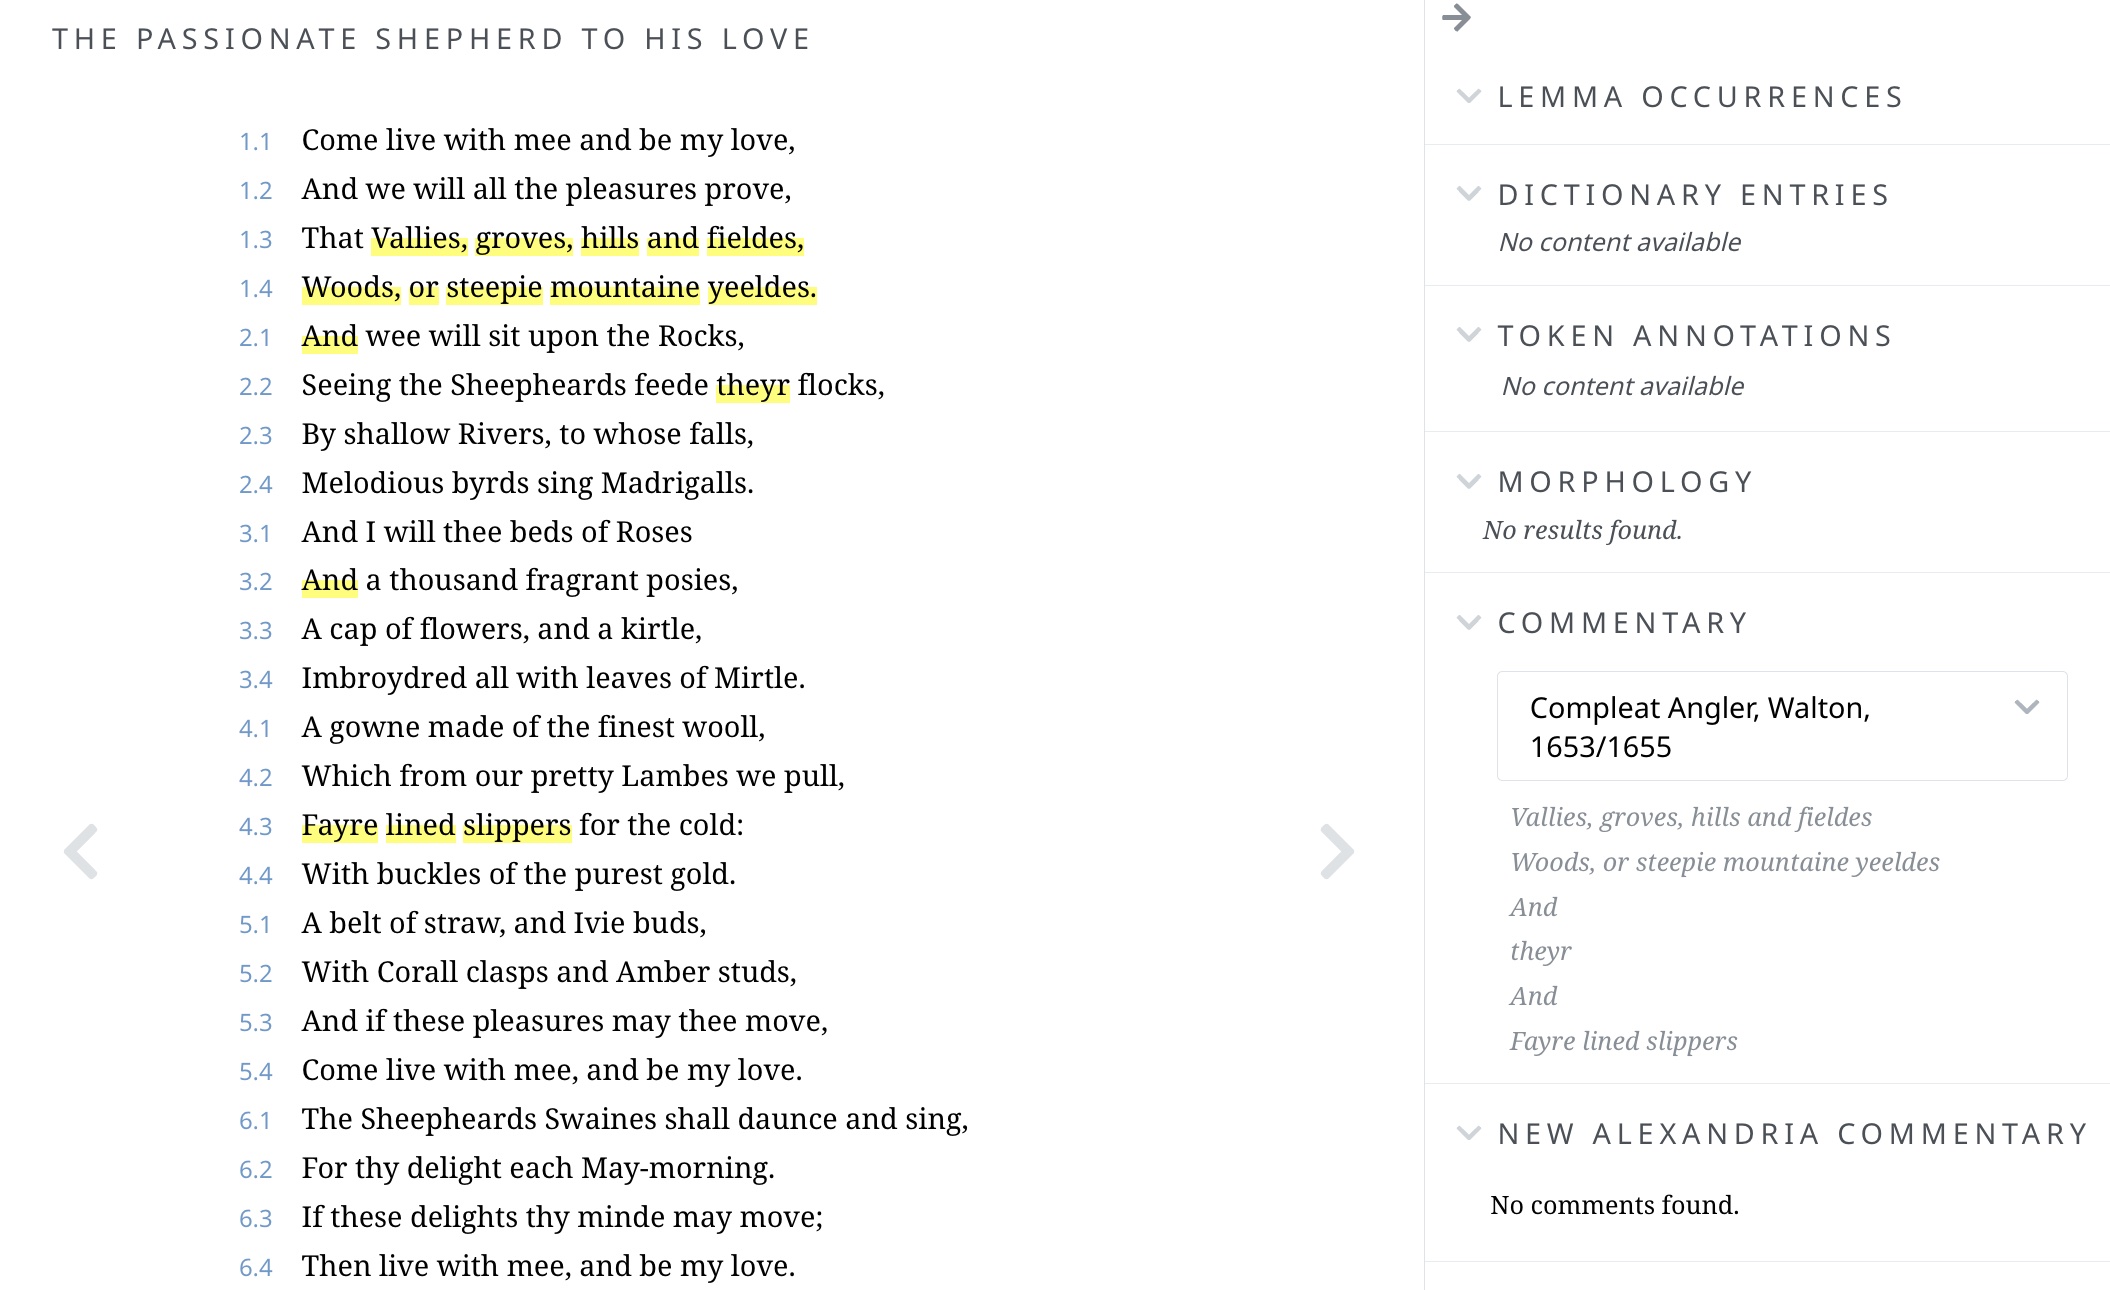 THE PASSIONATE SHEPHERD TO HIS LOVE
1.1 Come live with mee and be my love,
1.2 And we will all the pleasures prove,
1.3 That Vallies, groves, hills and fieldes,
1.4 Woods, or steepie mountaine yeeldes.
2.1 And wee will sit upon the Rocks,
2.2 Seeing the Sheepheards feede theyr flocks,
2.3 By shallow Rivers, to whose falls,
2.4 Melodious byrds sing Madrigalls.
3.1 And I will thee beds of Roses
3.2 And a thousand fragrant posies,
3.3 A cap of flowers, and a kirtle,
3.4 Imbroydred all with leaves of Mirtle.
4.1 A gowne made of the finest wooll,
4.2 Which from our pretty Lambes we pull,
4.3 Fayre lined slippers for the cold:
4.4 With buckles of the purest gold.
5.1 A belt of straw, and Ivie buds,
5.2 With Corall clasps and Amber studs,
5.3 And if these pleasures may thee move,
5.4 Come live with mee, and be my love.
6.1 The Sheepheards Swaines shall daunce and sing,
6.2 For thy delight each May-morning.
6.3 If these delights thy minde may move;
6.4 Then live with mee, and be my love.
LEMMA OCCURRENCES
DICTIONARY ENTRIES
No content available
TOKEN ANNOTATIONS
No content available
MORPHOLOGY
No results found.
COMMENTARY
Compleat Angler, Walton,
1653/1655
Vallies, groves, hills and fieldes
Woods, or steepie mountaine yeeldes
And
theyr
And
Fayre lined slippers
NEW ALEXANDRIA COMMENTARY
No comments found.